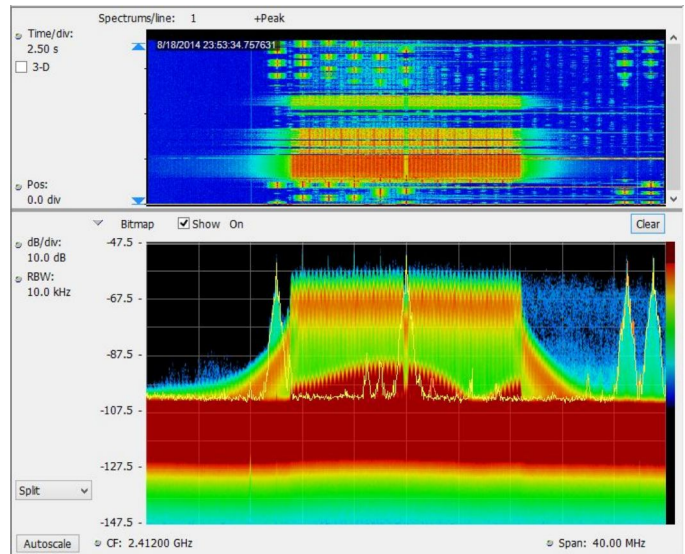 Spectrums/line: 1 +Peak
Time/div:
2.50 s
3-D
8/18/2014 23:53:34.757631
Pos:
0.0 div
Bitmap Show On Clear
dB/div:
10.0 dB
RBW:
10.0 kHz
-47.5
-67.5
-87.5
-107.5
-127.5
-147.5
Split
Autoscale CF: 2.41200 GHz Span: 40.00 MHz